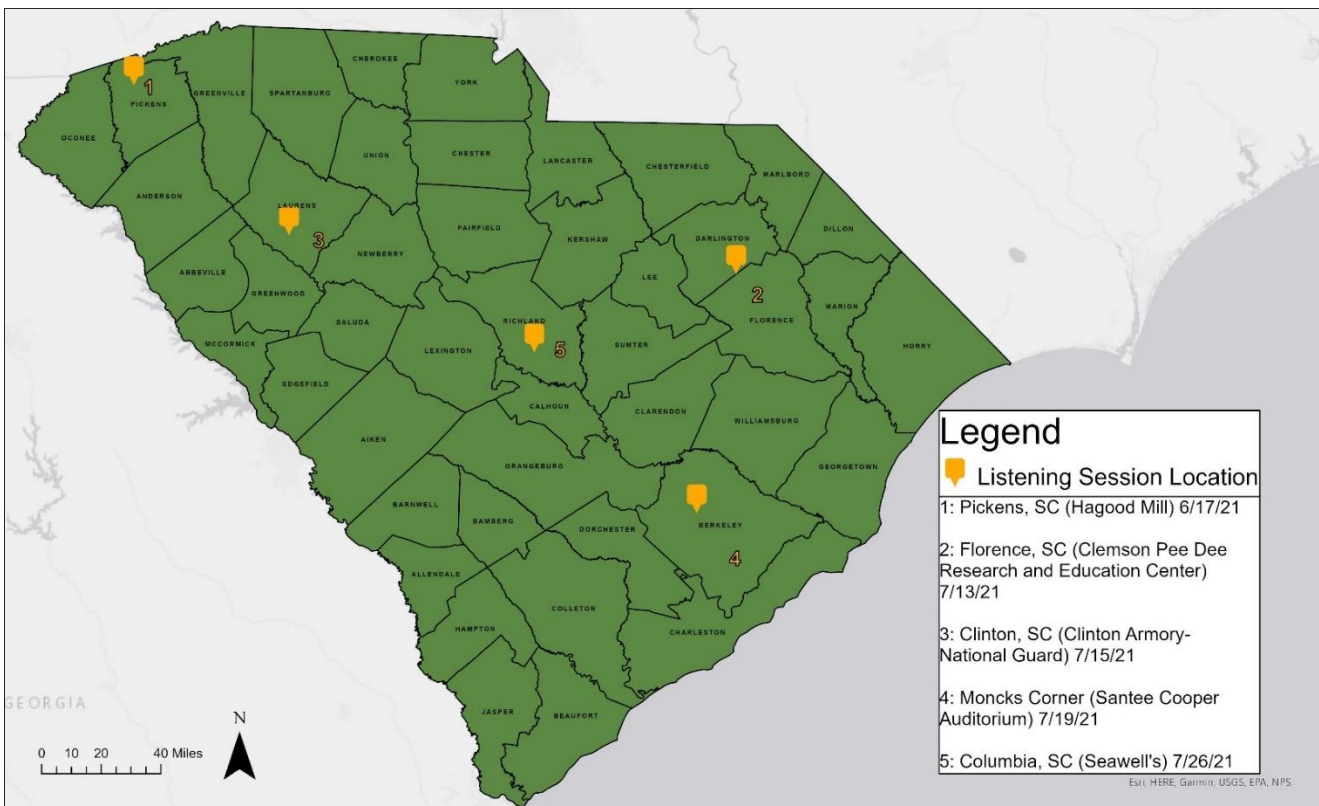 CHEROKEE
YORK
1
GREENVILLE
SPARTANBURG
PICKENS
OCONEE
UNION
CHESTER
LANCASTER
CHESTERFIELD
MARLBORO
ANDERSON
LAURENS
3
FAIRFIELD
KERSHAW
DARLINGTON
DILLON
NEWBERRY
ABBEVILLE
LEE
GREENWOOD
2
MARION
RICHLAND
FLORENCE
SALUDA
MCCORMICK
LEXINGTON
5
SUMTER
HORRY
EDGEFIELD
CALHOUN
CLARENDON
WILLIAMSBURG
AIKEN
ORANGEBURG
GEORGETOWN
BARNWELL
BAMBERG
DORCHESTER
BERKELEY
4
ALLENDALE
COLLETON
HAMPTON
CHARLESTON
JASPER
BEAUFORT
GEORGIA
N
0 10 20 40 Miles
Legend
Listening Session Location
1: Pickens, SC (Hagood Mill) 6/17/21
2: Florence, SC (Clemson Pee Dee
Research and Education Center)
7/13/21
3: Clinton, SC (Clinton Armory-
National Guard) 7/15/21
4: Moncks Corner (Santee Cooper
Auditorium) 7/19/21
5: Columbia, SC (Seawell's) 7/26/21
Esri, HERE, Garmin, USGS, EPA, NPS